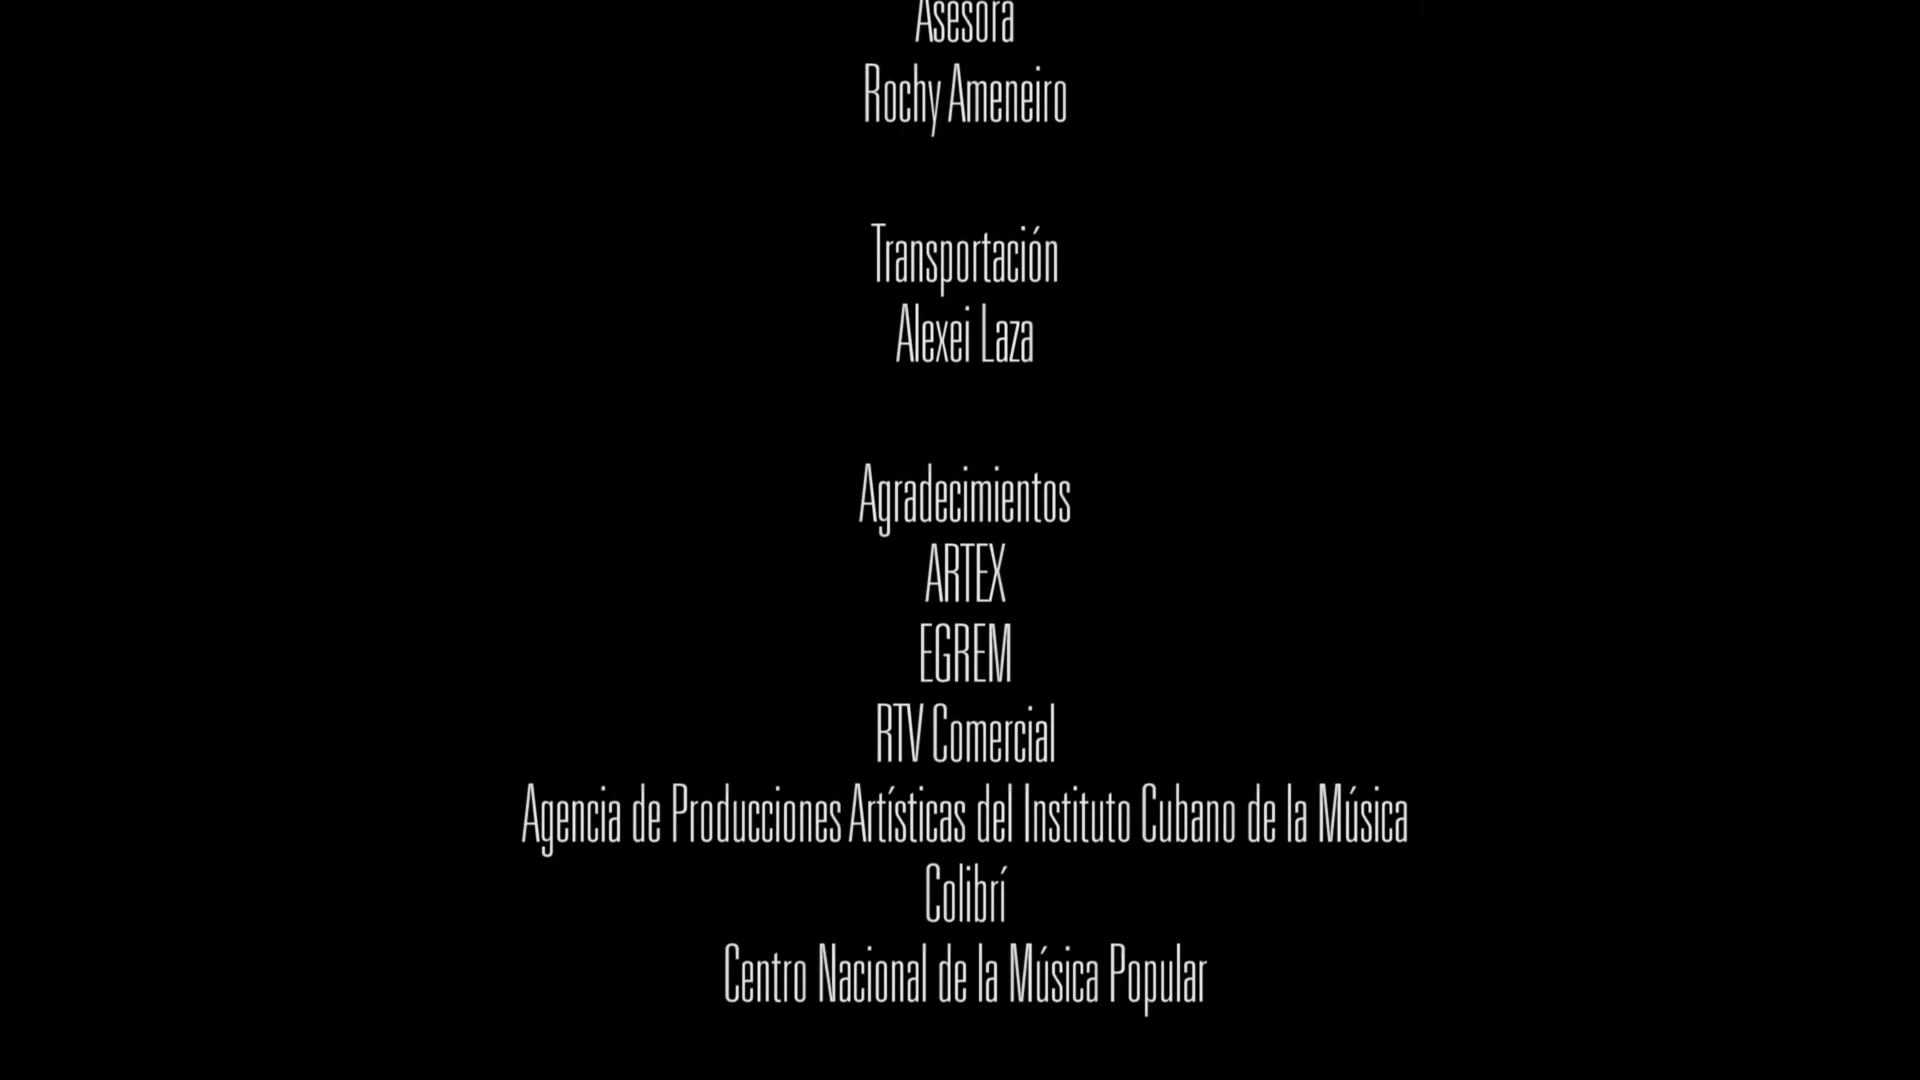 Asesora
Rochy Ameneiro
Transportación
Alexei Laza
Agradecimientos
ARTEX
EGREM
RTV Comercial
Agencia de Producciones Artísticas del Instituto Cubano de la Música
Colibrí
Centro Nacional de la Música Popular